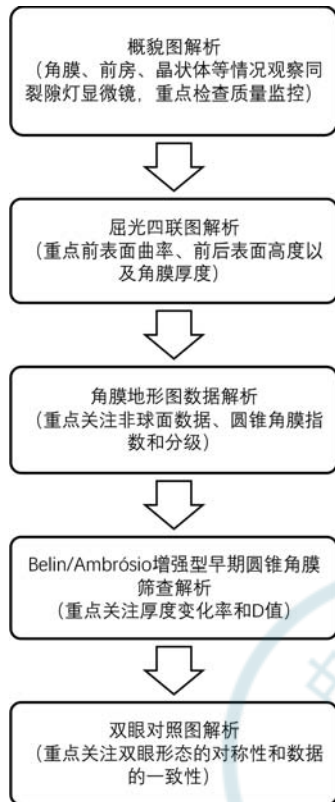 概貌图解析
（角膜、前房、晶状体等情况观察同
裂隙灯显微镜，重点检查质量监控）
屈光四联图解析
（重点前表面曲率、前后表面高度以
及角膜厚度）
角膜地形图数据解析
（重点关注非球面数据、圆锥角膜指
数和分级）
Belin/Ambrósio增强型早期圆锥角膜
筛查解析
（重点关注厚度变化率和D值）
双眼对照图解析
（重点关注双眼形态的对称性和数据
的一致性）